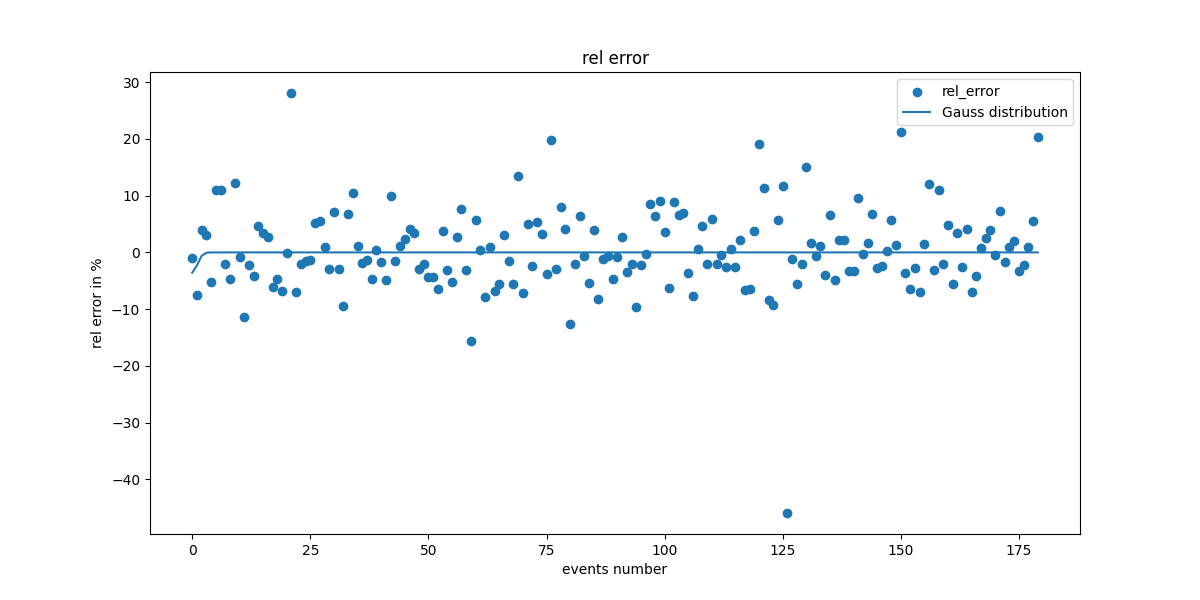 rel error
rel_error
Gauss distribution
30
20
10
0
−10
−20
−30
−40
rel error in %
0 25 50 75 100 125 150 175
events number